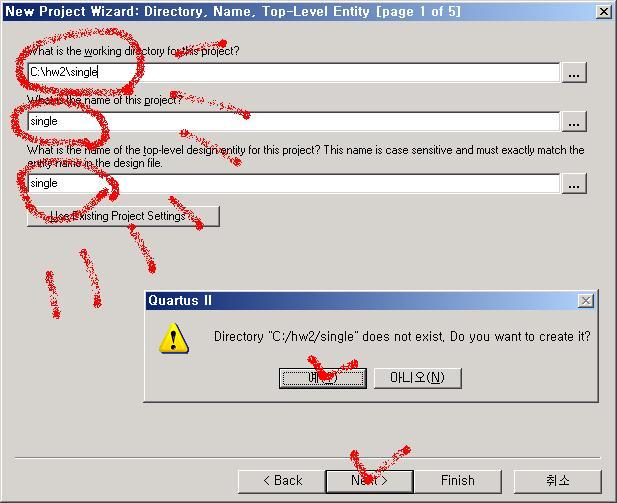 New Project Wizard: Directory, Name, Top-Level Entity [page 1 of 5]
What is the working directory for this project?
C:\hw2\single
...
What is the name of this project?
single
...
What is the name of the top-level design entity for this project? This name is case sensitive and must exactly match the
entity name in the design file.
single
...
Use Existing Project Settings
Quartus II
Directory "C:/hw2/single" does not exist. Do you want to create it?
아니오(N)
< Back
Next >
Finish
취소